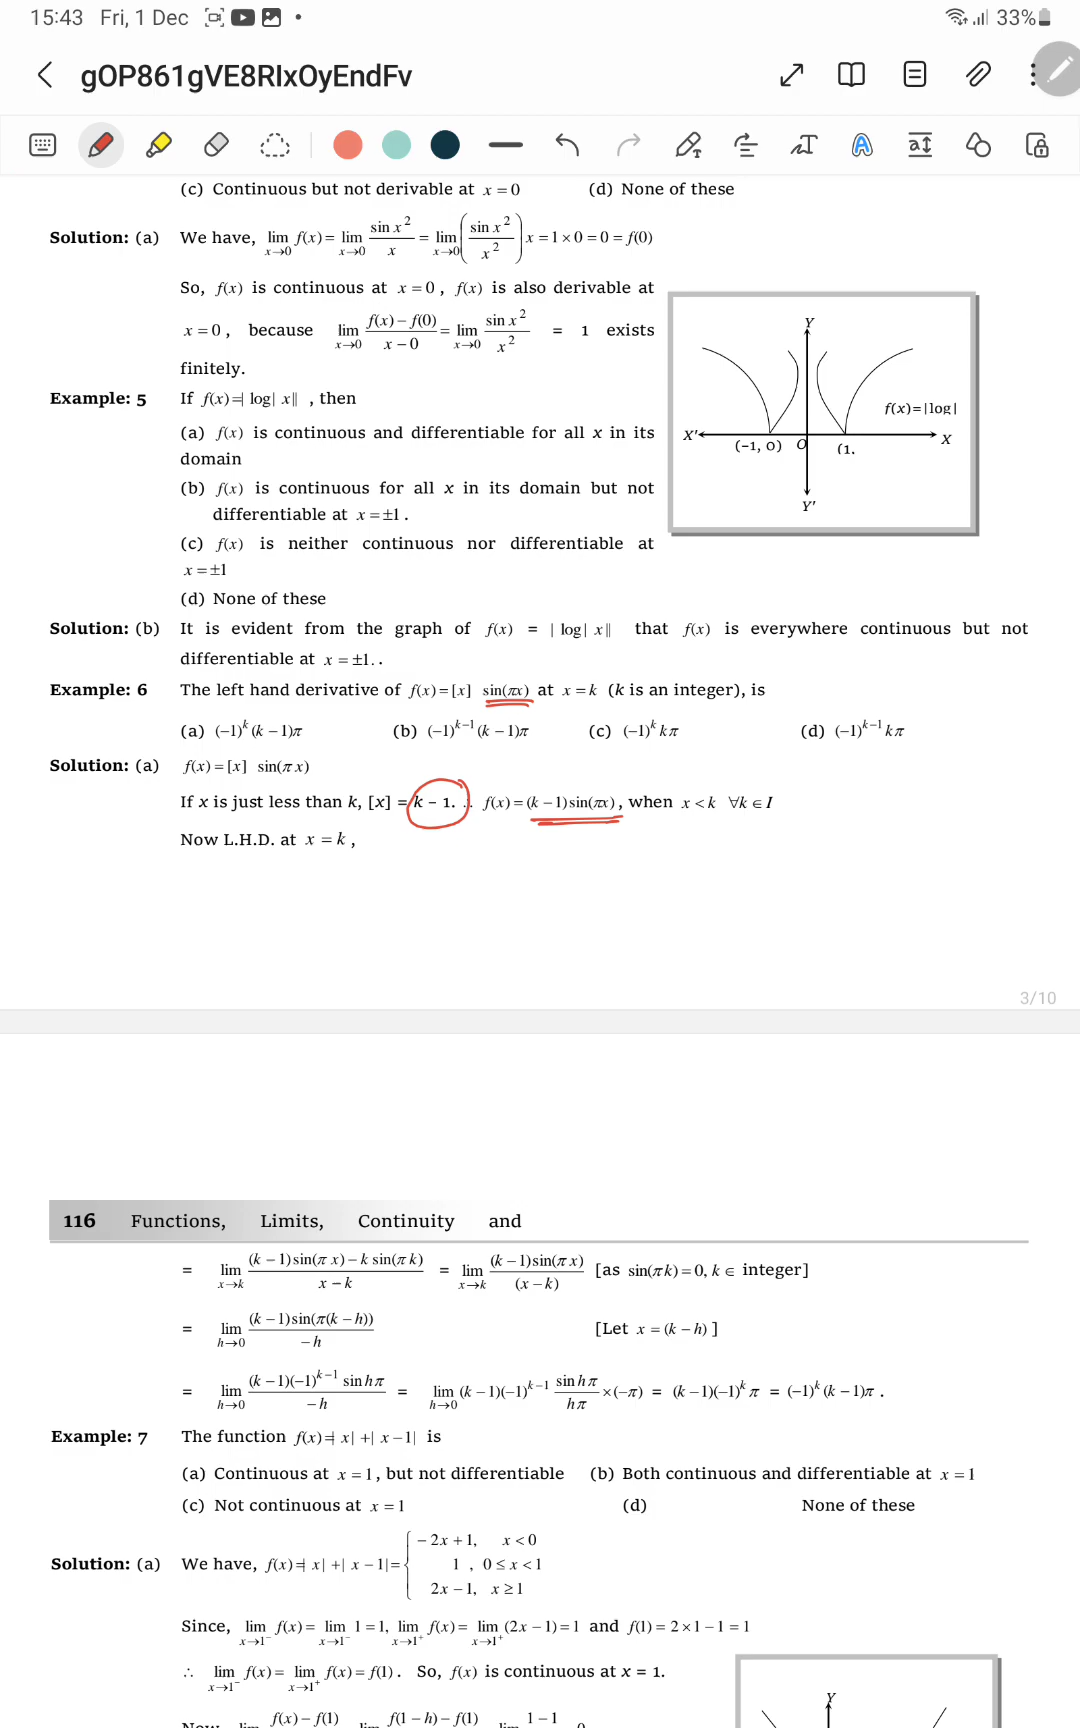 15:43 Fri, 1 Dec 33%
gOP861gVE8RIxOyEndFv
(c) Continuous but not derivable at x = 0 (d) None of these
Solution: (a) We have, lim x→0 f(x) = lim x→0 sin x² / x = lim x→0 (sin x² / x²) x = 1 × 0 = 0 = f(0)
So, f(x) is continuous at x = 0 , f(x) is also derivable at
x = 0 , because lim x→0 f(x) – f(0) / x – 0 = lim x→0 sin x² / x² = 1 exists
finitely.
Example: 5 If f(x) =| log| x|| , then
(a) f(x) is continuous and differentiable for all x in its
domain
(b) f(x) is continuous for all x in its domain but not
differentiable at x = ±1 .
(c) f(x) is neither continuous nor differentiable at
x = ±1
(d) None of these
Y
f(x)=|log|
X'
X
(–1, 0) O (1,
Y'
Solution: (b) It is evident from the graph of f(x) = | log| x|| that f(x) is everywhere continuous but not
differentiable at x = ±1. .
Example: 6 The left hand derivative of f(x) = [x] sin(πx) at x = k (k is an integer), is
(a) (–1)^k (k – 1)π (b) (–1)^{k–1} (k – 1)π (c) (–1)^k kπ (d) (–1)^{k–1} kπ
Solution: (a) f(x) = [x] sin(π x)
If x is just less than k, [x] = k – 1. ∴ f(x) = (k – 1) sin(πx) , when x < k ∀k ∈ I
Now L.H.D. at x = k ,
3/10
116 Functions, Limits, Continuity and
= lim x→k (k – 1) sin(π x) – k sin(π k) / x – k = lim x→k (k – 1) sin(π x) / (x – k) [as sin(πk) = 0, k ∈ integer]
= lim h→0 (k – 1) sin(π(k – h)) / – h [Let x = (k – h) ]
= lim h→0 (k – 1)(–1)^{k–1} sin hπ / – h = lim h→0 (k – 1)(–1)^{k–1} sin hπ / hπ × (–π) = (k – 1)(–1)^k π = (–1)^k (k – 1)π .
Example: 7 The function f(x) =| x| +| x – 1| is
(a) Continuous at x = 1 , but not differentiable (b) Both continuous and differentiable at x = 1
(c) Not continuous at x = 1 (d) None of these
Solution: (a) We have, f(x) =| x| +| x – 1|= { – 2x + 1, x < 0
1 , 0 ≤ x < 1
2x – 1, x ≥ 1
Since, lim x→1⁻ f(x) = lim x→1⁻ 1 = 1, lim x→1⁺ f(x) = lim x→1⁺ (2x – 1) = 1 and f(1) = 2 × 1 – 1 = 1
∴ lim x→1⁻ f(x) = lim x→1⁺ f(x) = f(1) . So, f(x) is continuous at x = 1.
Y
f(x) – f(1) f(1 – h) – f(1) 1 – 1